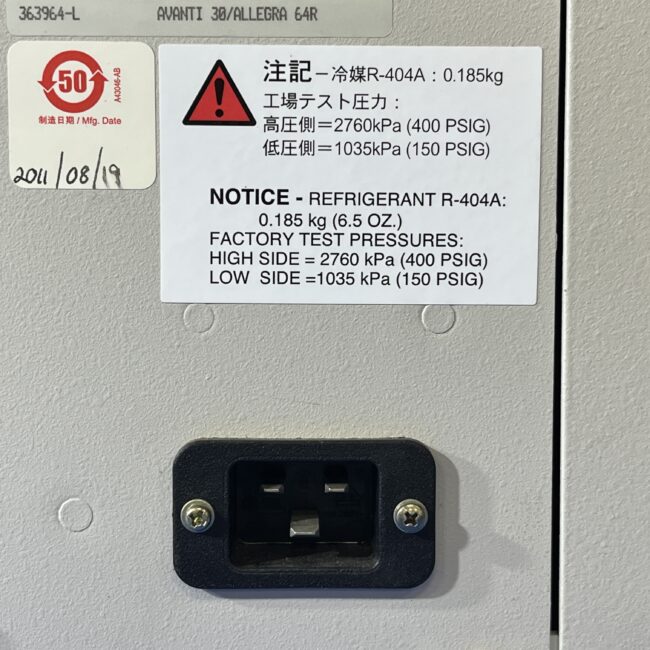 363964-L AVANTI 30/ALLEGRA 64R
50
A43046-AB
制造日期 / Mfg. Date
2011/08/19
注記－冷媒R-404A：0.185kg
工場テスト圧力：
高圧側＝2760kPa (400 PSIG)
低圧側＝1035kPa (150 PSIG)
NOTICE - REFRIGERANT R-404A:
0.185 kg (6.5 OZ.)
FACTORY TEST PRESSURES:
HIGH SIDE = 2760 kPa (400 PSIG)
LOW SIDE =1035 kPa (150 PSIG)